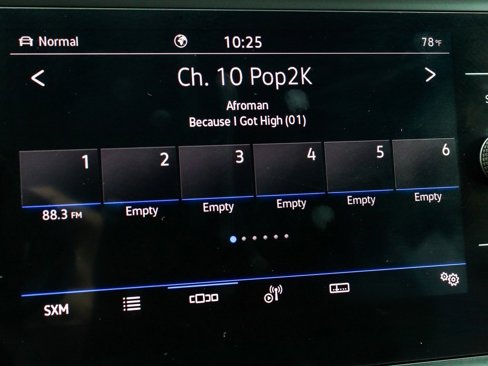 Normal 10:25 78°F
Ch. 10 Pop2K
Afroman
Because I Got High (01)
1 2 3 4 5 6
88.3 FM Empty Empty Empty Empty Empty
SXM